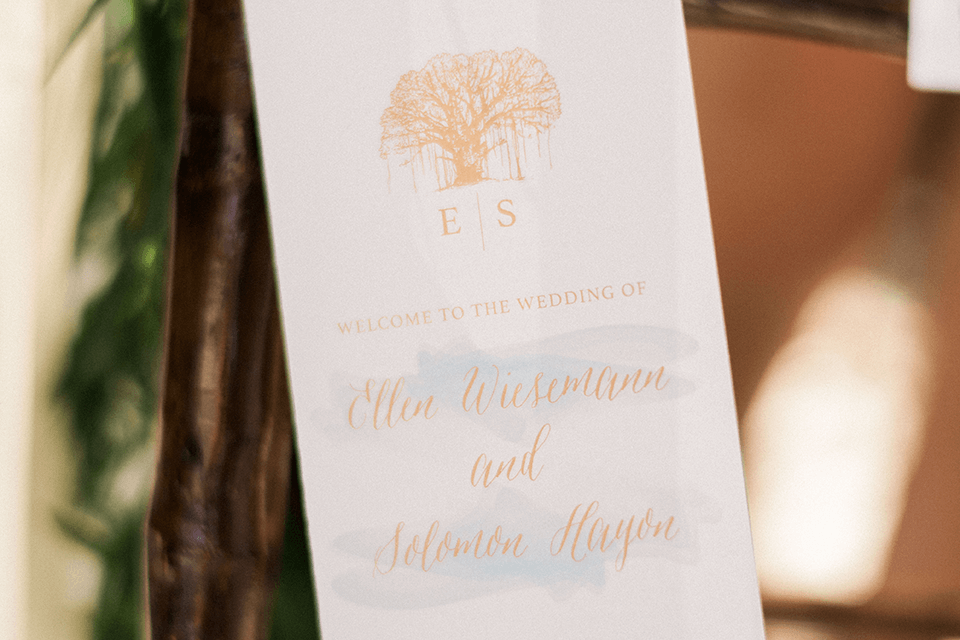 E | S
WELCOME TO THE WEDDING OF
Ellen Wiesemann
and
Solomon Hayon